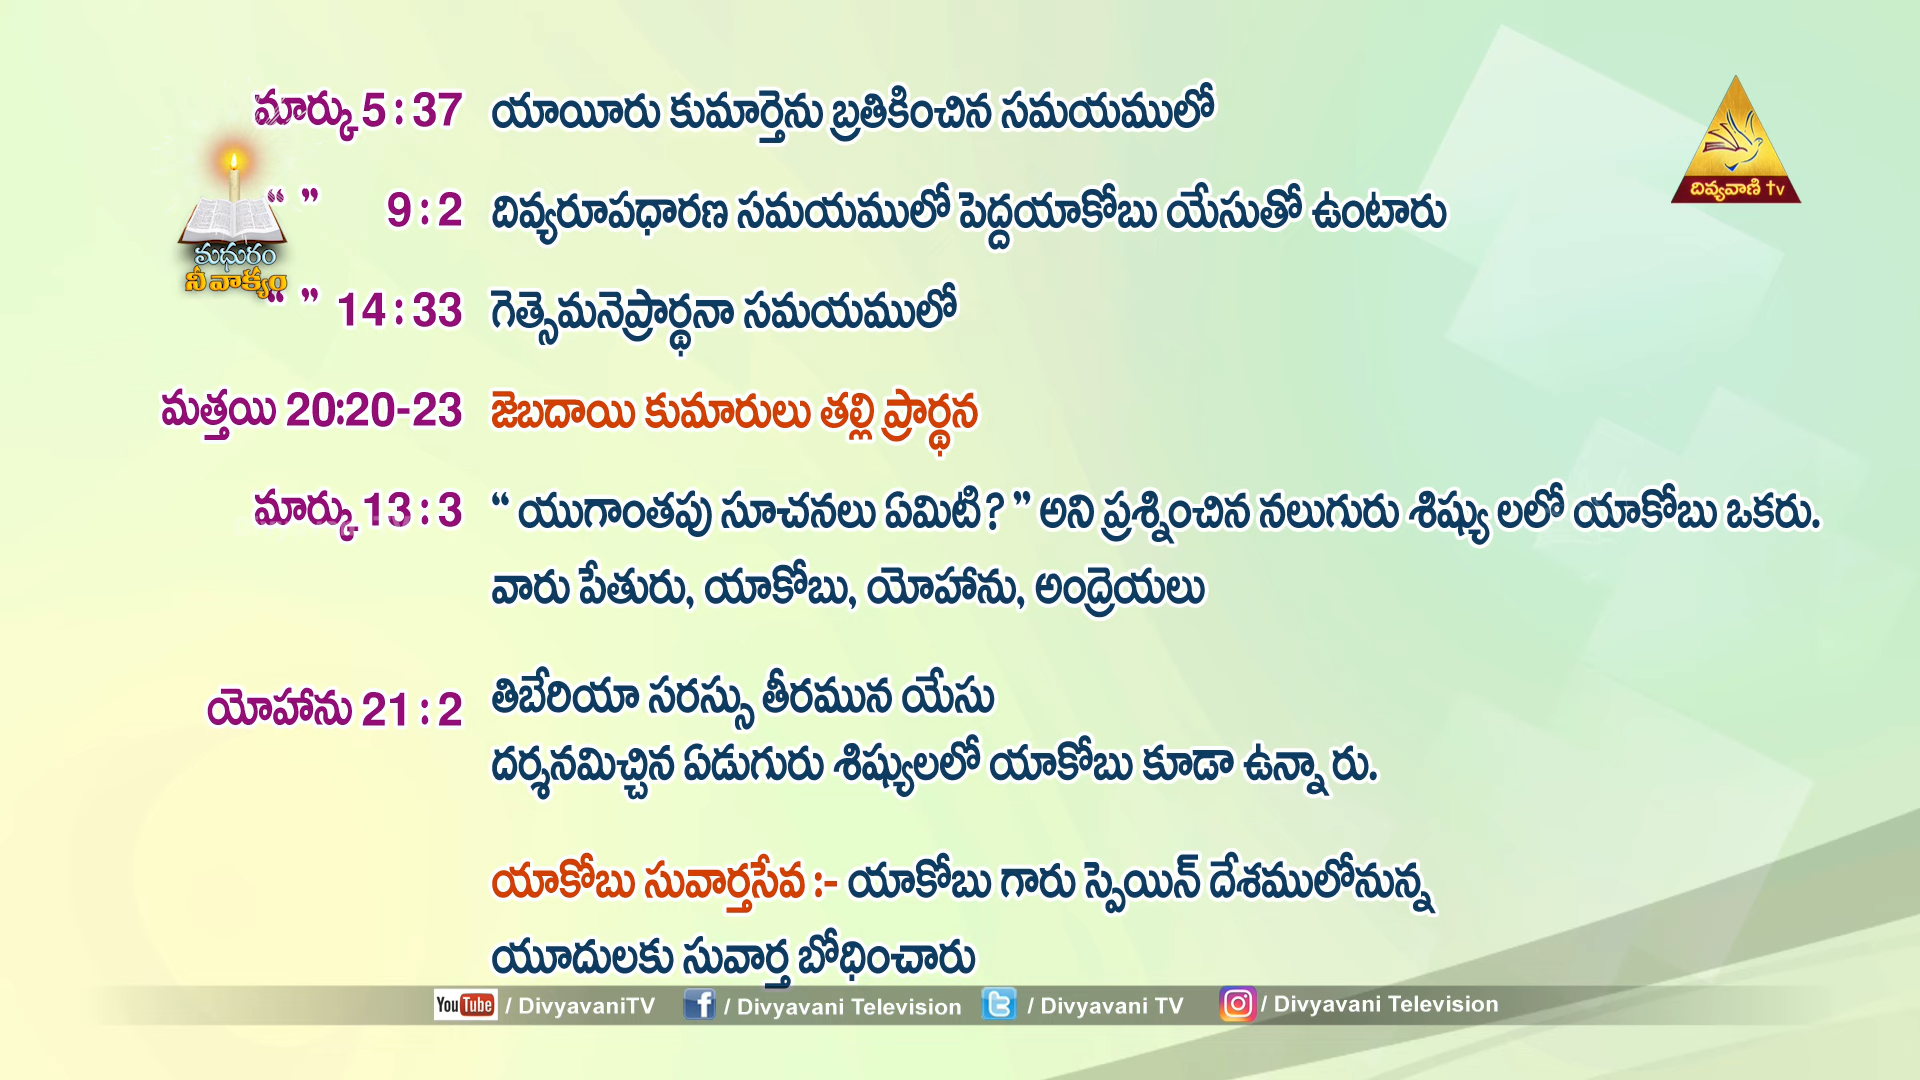 మార్కు 5 : 37 యాయీరు కుమార్తెను బ్రతికించిన సమయములో
“ ” 9 : 2 దివ్యరూపధారణ సమయములో పెద్దయాకోబు యేసుతో ఉంటారు
దివ్యవాణి tv
మధురం
నీ వాక్యం
“ ” 14 : 33 గెత్సెమనెప్రార్థనా సమయములో
మత్తయి 20:20-23 జెబదాయి కుమారులు తల్లి ప్రార్థన
మార్కు 13 : 3 “ యుగాంతపు సూచనలు ఏమిటి? ” అని ప్రశ్నించిన నలుగురు శిష్యు లలో యాకోబు ఒకరు.
వారు పేతురు, యాకోబు, యోహాను, అంద్రెయలు
యోహాను 21 : 2 తిబేరియా సరస్సు తీరమున యేసు
దర్శనమిచ్చిన ఏడుగురు శిష్యులలో యాకోబు కూడా ఉన్నా రు.
యాకోబు సువార్తసేవ :- యాకోబు గారు స్పెయిన్ దేశములోనున్న
యూదులకు సువార్త బోధించారు
You Tube / DivyavaniTV f / Divyavani Television / Divyavani TV / Divyavani Television